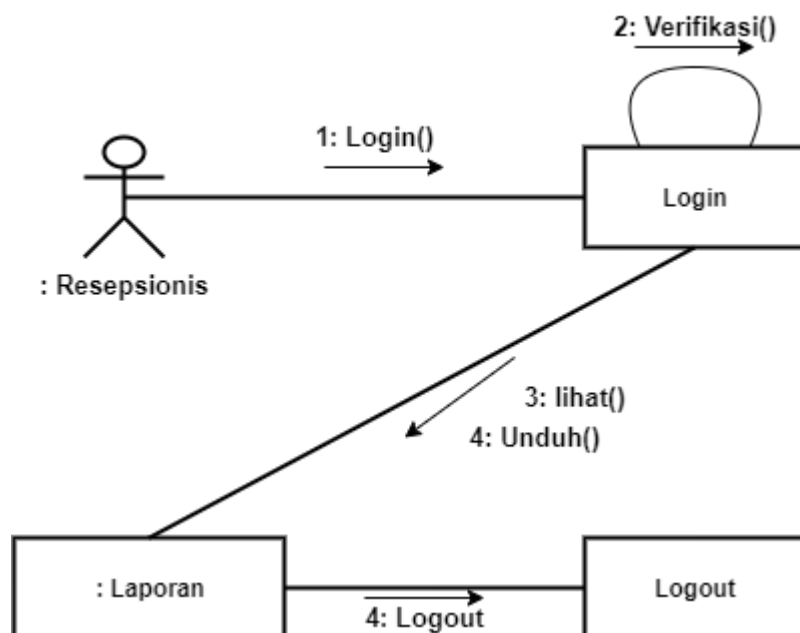 2: Verifikasi()
1: Login()
Login
: Resepsionis
3: lihat()
4: Unduh()
: Laporan
Logout
4: Logout